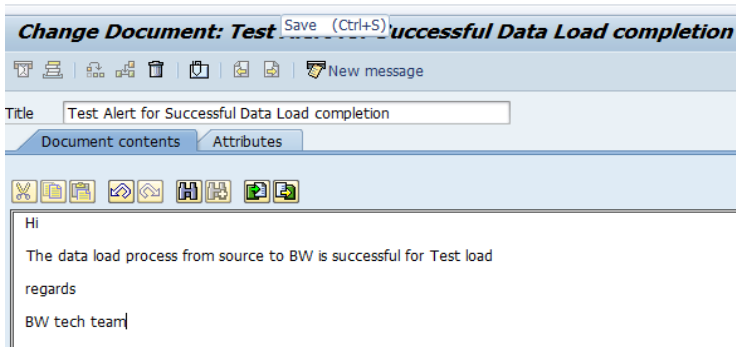 Change Document: Test Save (Ctrl+S) uccessful Data Load completion
New message
Title Test Alert for Successful Data Load completion
Document contents Attributes
Hi
The data load process from source to BW is successful for Test load
regards
BW tech team